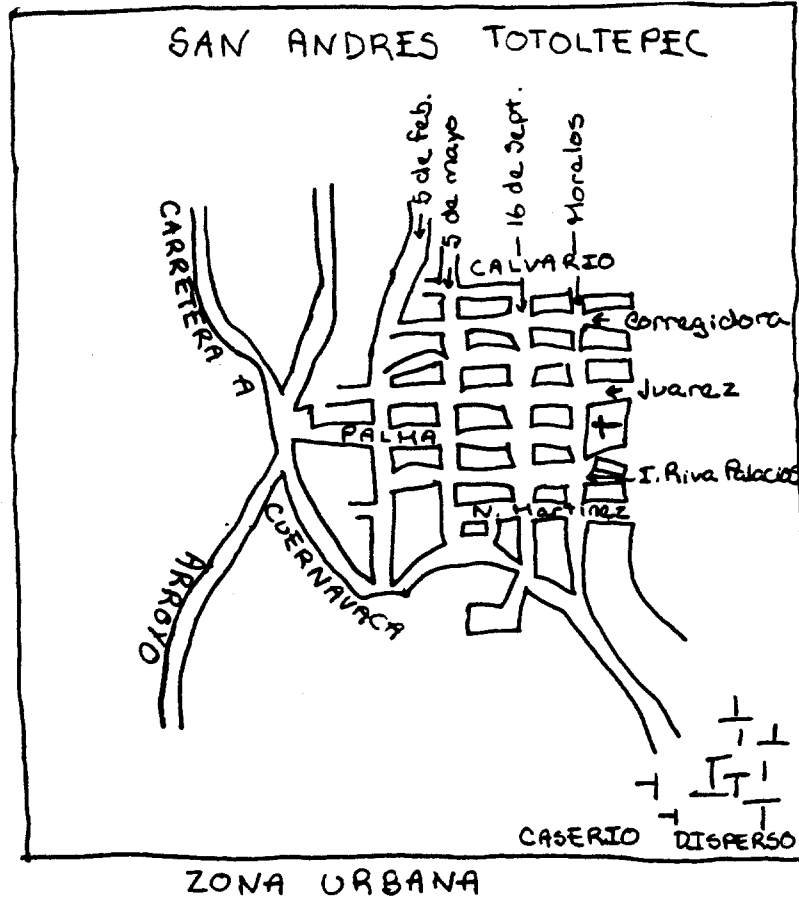 SAN ANDRES TOTOLTEPEC
5 de feb.
5 de mayo
16 de Sept.
Morelos
CARRETERA A
CALVARIO
Corregidora
Juarez
PALMA
I. Riva Palacios
N. Martinez
CUERNAVACA
ARROYO
CASERIO DISPERSO
ZONA URBANA